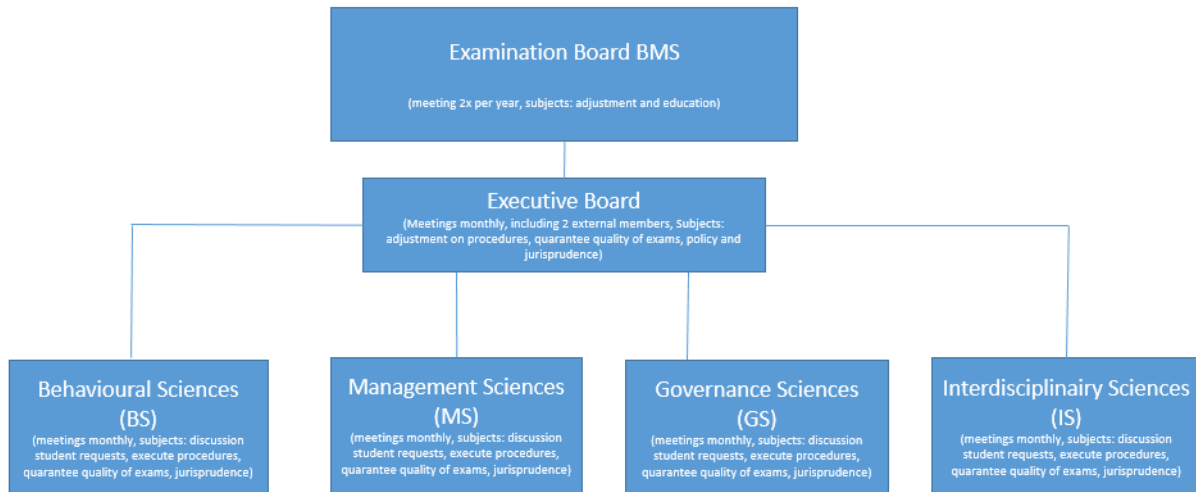 Examination Board BMS
(meeting 2x per year, subjects: adjustment and education)
Executive Board
(Meetings monthly, including 2 external members, Subjects:
adjustment on procedures, quarantee quality of exams, policy and
jurisprudence)
Behavioural Sciences
(BS)
(meetings monthly, subjects: discussion
student requests, execute procedures,
quarantee quality of exams, jurisprudence)
Management Sciences
(MS)
(meetings monthly, subjects: discussion
student requests, execute procedures,
quarantee quality of exams, jurisprudence)
Governance Sciences
(GS)
(meetings monthly, subjects: discussion
student requests, execute procedures,
quarantee quality of exams, jurisprudence)
Interdisciplinairy Sciences
(IS)
(meetings monthly, subjects: discussion
student requests, execute procedures,
quarantee quality of exams, jurisprudence)